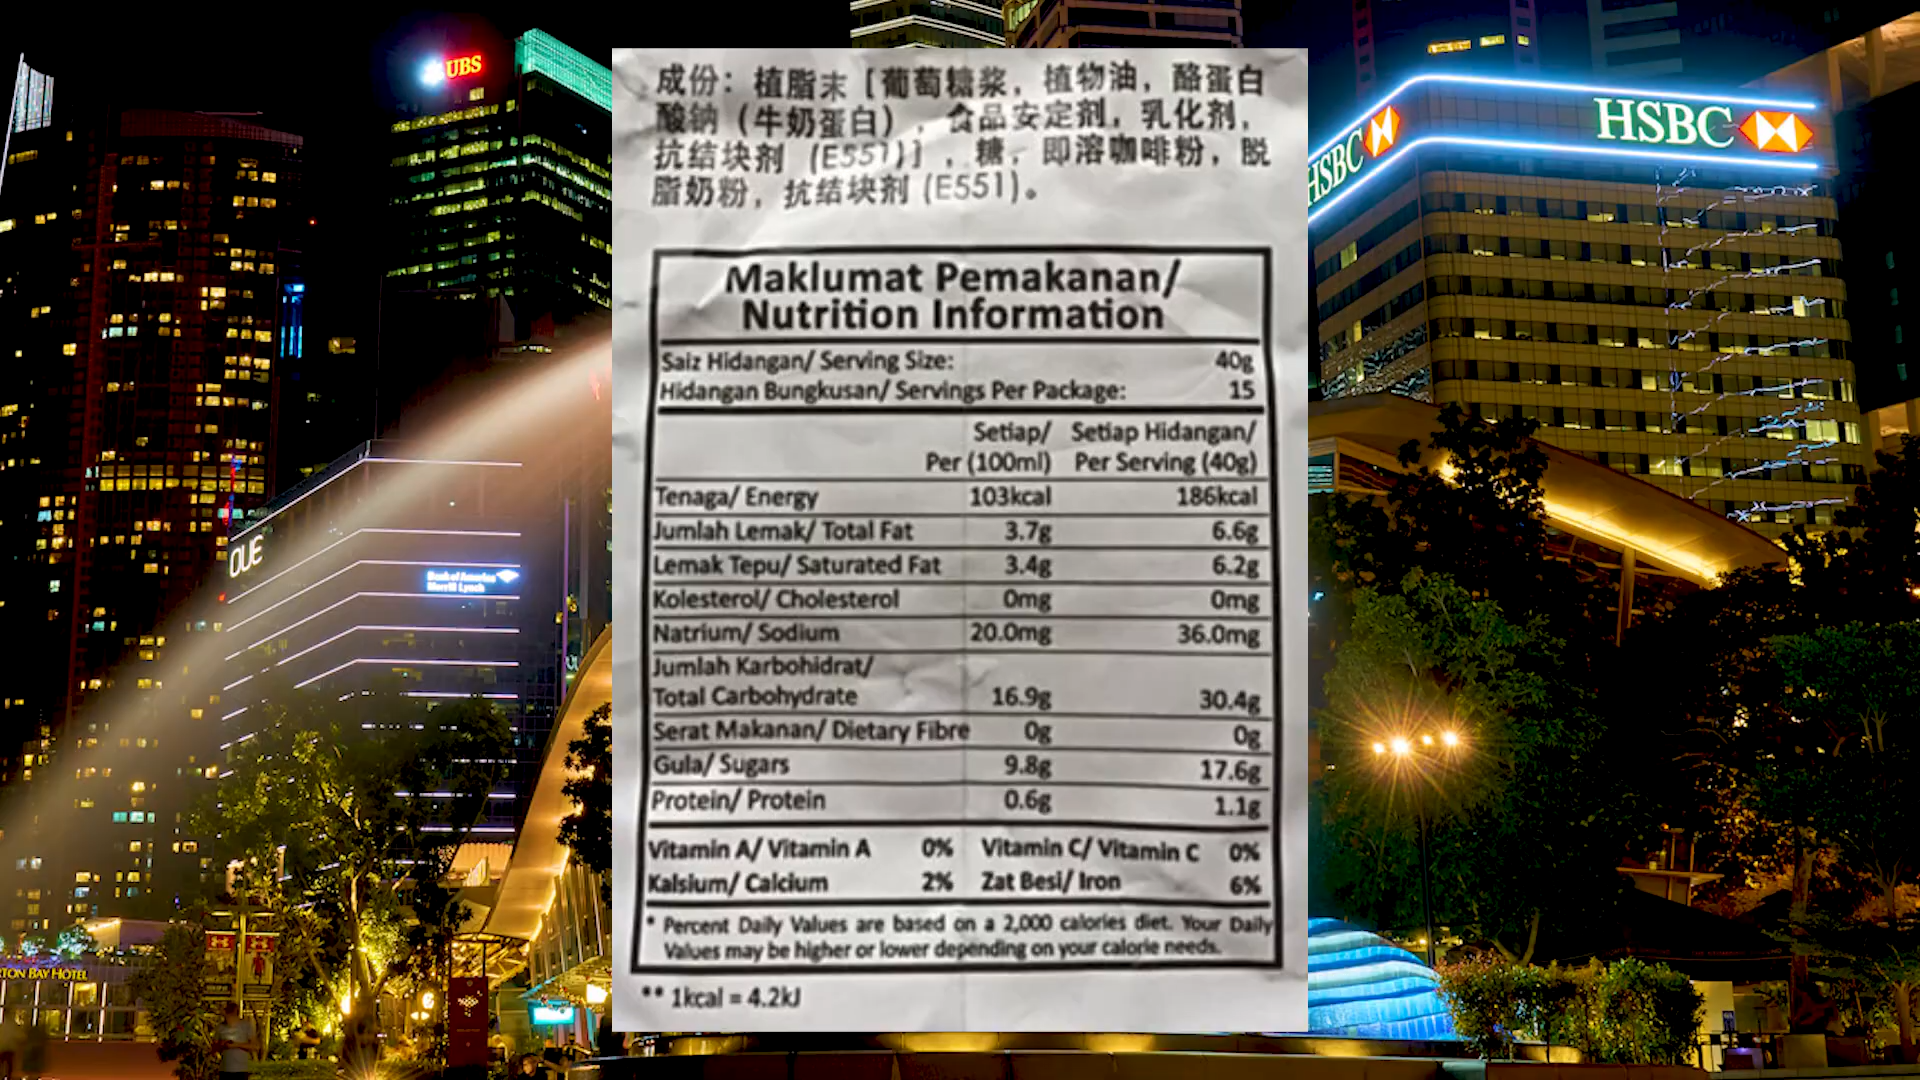 UBS
HSBC
HSBC
OUE
Bank of America
Merrill Lynch
TON BAY HOTEL
成份：植脂末［葡萄糖浆，植物油，酪蛋白
酸钠（牛奶蛋白），食品安定剂，乳化剂，
抗结块剂 (E551)］，糖，即溶咖啡粉，脱
脂奶粉，抗结块剂 (E551)。
Maklumat Pemakanan/
Nutrition Information
Saiz Hidangan/ Serving Size: 40g
Hidangan Bungkusan/ Servings Per Package: 15
Setiap/ Setiap Hidangan/
Per (100ml) Per Serving (40g)
Tenaga/ Energy 103kcal 186kcal
Jumlah Lemak/ Total Fat 3.7g 6.6g
Lemak Tepu/ Saturated Fat 3.4g 6.2g
Kolesterol/ Cholesterol 0mg 0mg
Natrium/ Sodium 20.0mg 36.0mg
Jumlah Karbohidrat/
Total Carbohydrate 16.9g 30.4g
Serat Makanan/ Dietary Fibre 0g 0g
Gula/ Sugars 9.8g 17.6g
Protein/ Protein 0.6g 1.1g
Vitamin A/ Vitamin A 0% Vitamin C/ Vitamin C 0%
Kalsium/ Calcium 2% Zat Besi/ Iron 6%
* Percent Daily Values are based on a 2,000 calories diet. Your Daily
Values may be higher or lower depending on your calorie needs.
** 1kcal = 4.2kJ